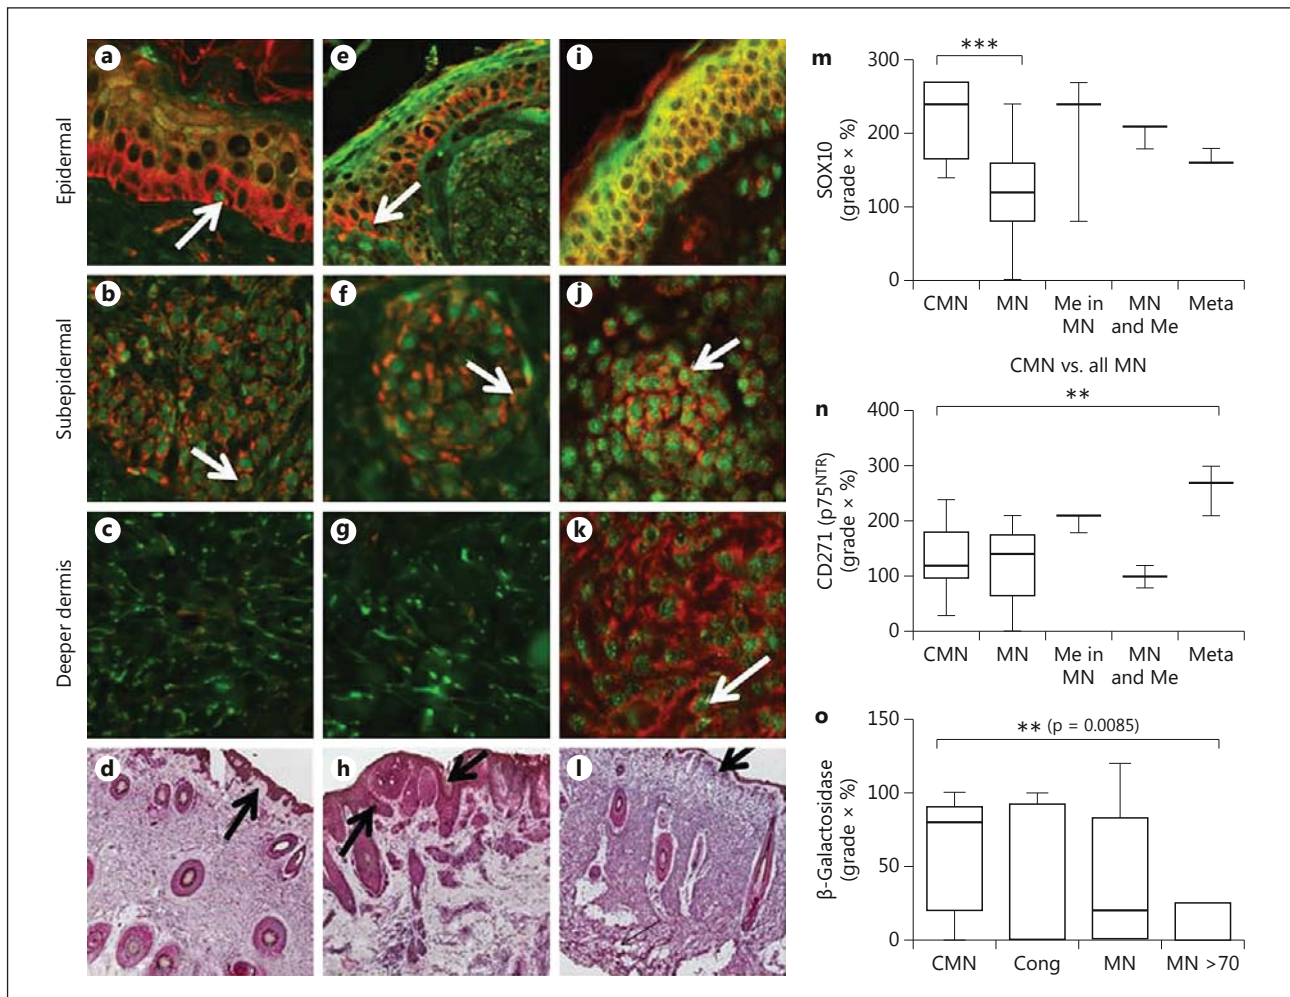 a
e
i
Epidermal
b
f
j
Subepidermal
c
g
k
Deeper dermis
d
h
l
m
***
300
200
100
0
SOX10
(grade × %)
CMN
MN
Me in
MN
MN
and Me
Meta
CMN vs. all MN
n
**
400
300
200
100
0
CD271 (p75NTR)
(grade × %)
CMN
MN
Me in
MN
MN
and Me
Meta
o
** (p = 0.0085)
150
100
50
0
β-Galactosidase
(grade × %)
CMN
Cong
MN
MN >70